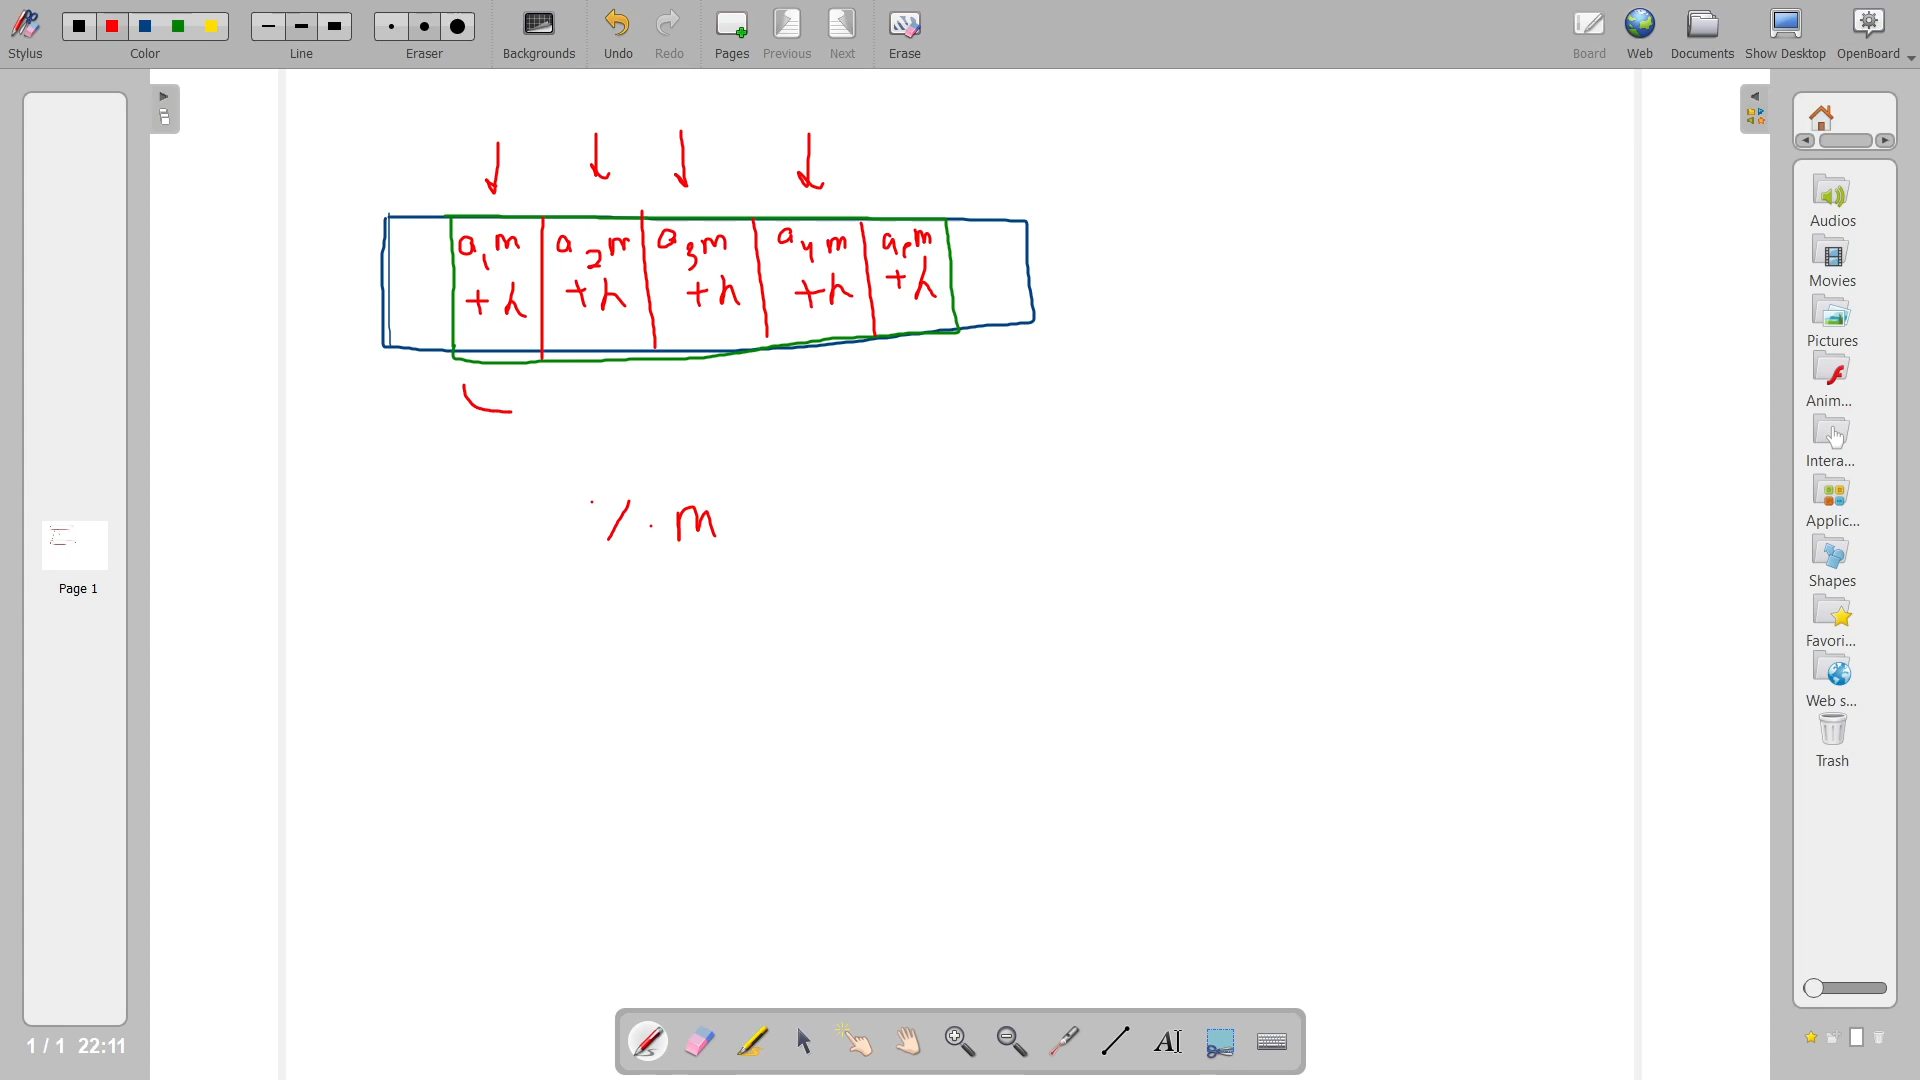 Stylus
Color
Line
Eraser
Backgrounds
Undo
Redo
Pages
Previous
Next
Erase
Board
Web
Documents
Show Desktop
OpenBoard
a1m
+ h
a2m
+ h
a3m
+ h
a4m
+ h
+ h
% m
Page 1
1 / 1 22:11
Audios
Movies
Pictures
Anim...
Intera...
Applic...
Shapes
Favori...
Web s...
Trash
AI